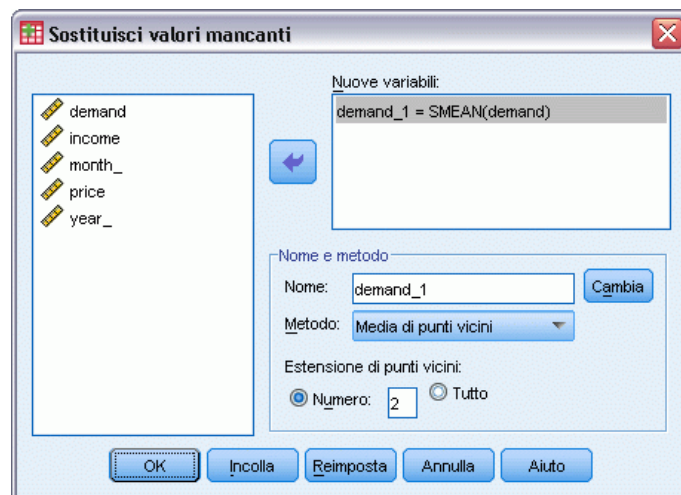 Sostituisci valori mancanti
demand
income
month_
price
year_
Nuove variabili:
demand_1 = SMEAN(demand)
Nome e metodo
Nome:
demand_1
Cambia
Metodo:
Media di punti vicini
Estensione di punti vicini:
Numero:
2
Tutto
OK
Incolla
Reimposta
Annulla
Aiuto